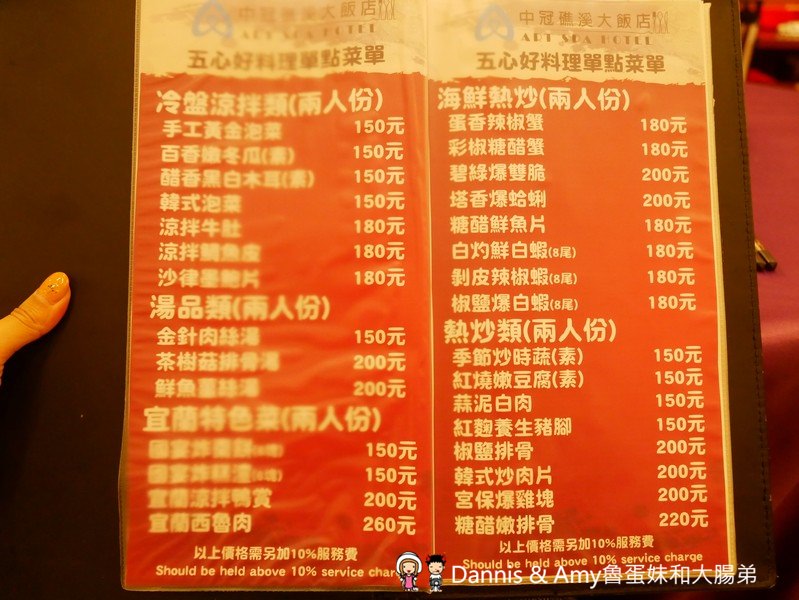 中冠礁溪大飯店
ART SPA HOTEL
五心好料理單點菜單
冷盤涼拌類(兩人份)
手工黃金泡菜 150元
百香嫩冬瓜(素) 150元
醋香黑白木耳(素) 150元
韓式泡菜 150元
涼拌牛肚 180元
涼拌鯛魚皮 180元
沙律墨鮑片 180元
湯品類(兩人份)
金針肉絲湯 150元
茶樹菇排骨湯 200元
鮮魚薑絲湯 200元
宜蘭特色菜(兩人份)
150元
150元
宜蘭涼拌鴨賞 200元
宜蘭西魯肉 260元
以上價格需另加10%服務費
Should be held above 10% service charge
中冠礁溪大飯店
ART SPA HOTEL
五心好料理單點菜單
海鮮熱炒(兩人份)
蛋香辣椒蟹 180元
彩椒糖醋蟹 180元
碧綠爆雙脆 200元
塔香爆蛤蜊 200元
糖醋鮮魚片 180元
白灼鮮白蝦(8尾) 180元
剝皮辣椒蝦(8尾) 180元
椒鹽爆白蝦(8尾) 180元
熱炒類(兩人份)
季節炒時蔬(素) 150元
紅燒嫩豆腐(素) 150元
蒜泥白肉 150元
紅麴養生豬腳 150元
椒鹽排骨 200元
韓式炒肉片 200元
宮保爆雞塊 200元
糖醋嫩排骨 220元
以上價格需另加10%服務費
Should be held above 10% service charge
Dannis & Amy魯蛋妹和大腸弟